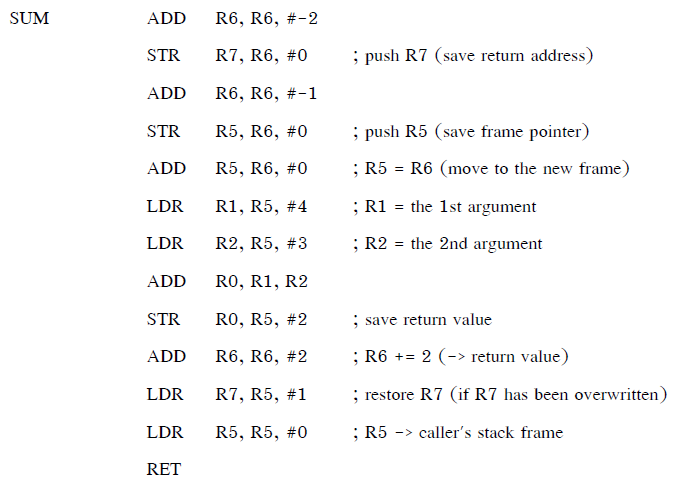 SUM ADD R6, R6, #-2
STR R7, R6, #0 ; push R7 (save return address)
ADD R6, R6, #-1
STR R5, R6, #0 ; push R5 (save frame pointer)
ADD R5, R6, #0 ; R5 = R6 (move to the new frame)
LDR R1, R5, #4 ; R1 = the 1st argument
LDR R2, R5, #3 ; R2 = the 2nd argument
ADD R0, R1, R2
STR R0, R5, #2 ; save return value
ADD R6, R6, #2 ; R6 += 2 (-> return value)
LDR R7, R5, #1 ; restore R7 (if R7 has been overwritten)
LDR R5, R5, #0 ; R5 -> caller's stack frame
RET